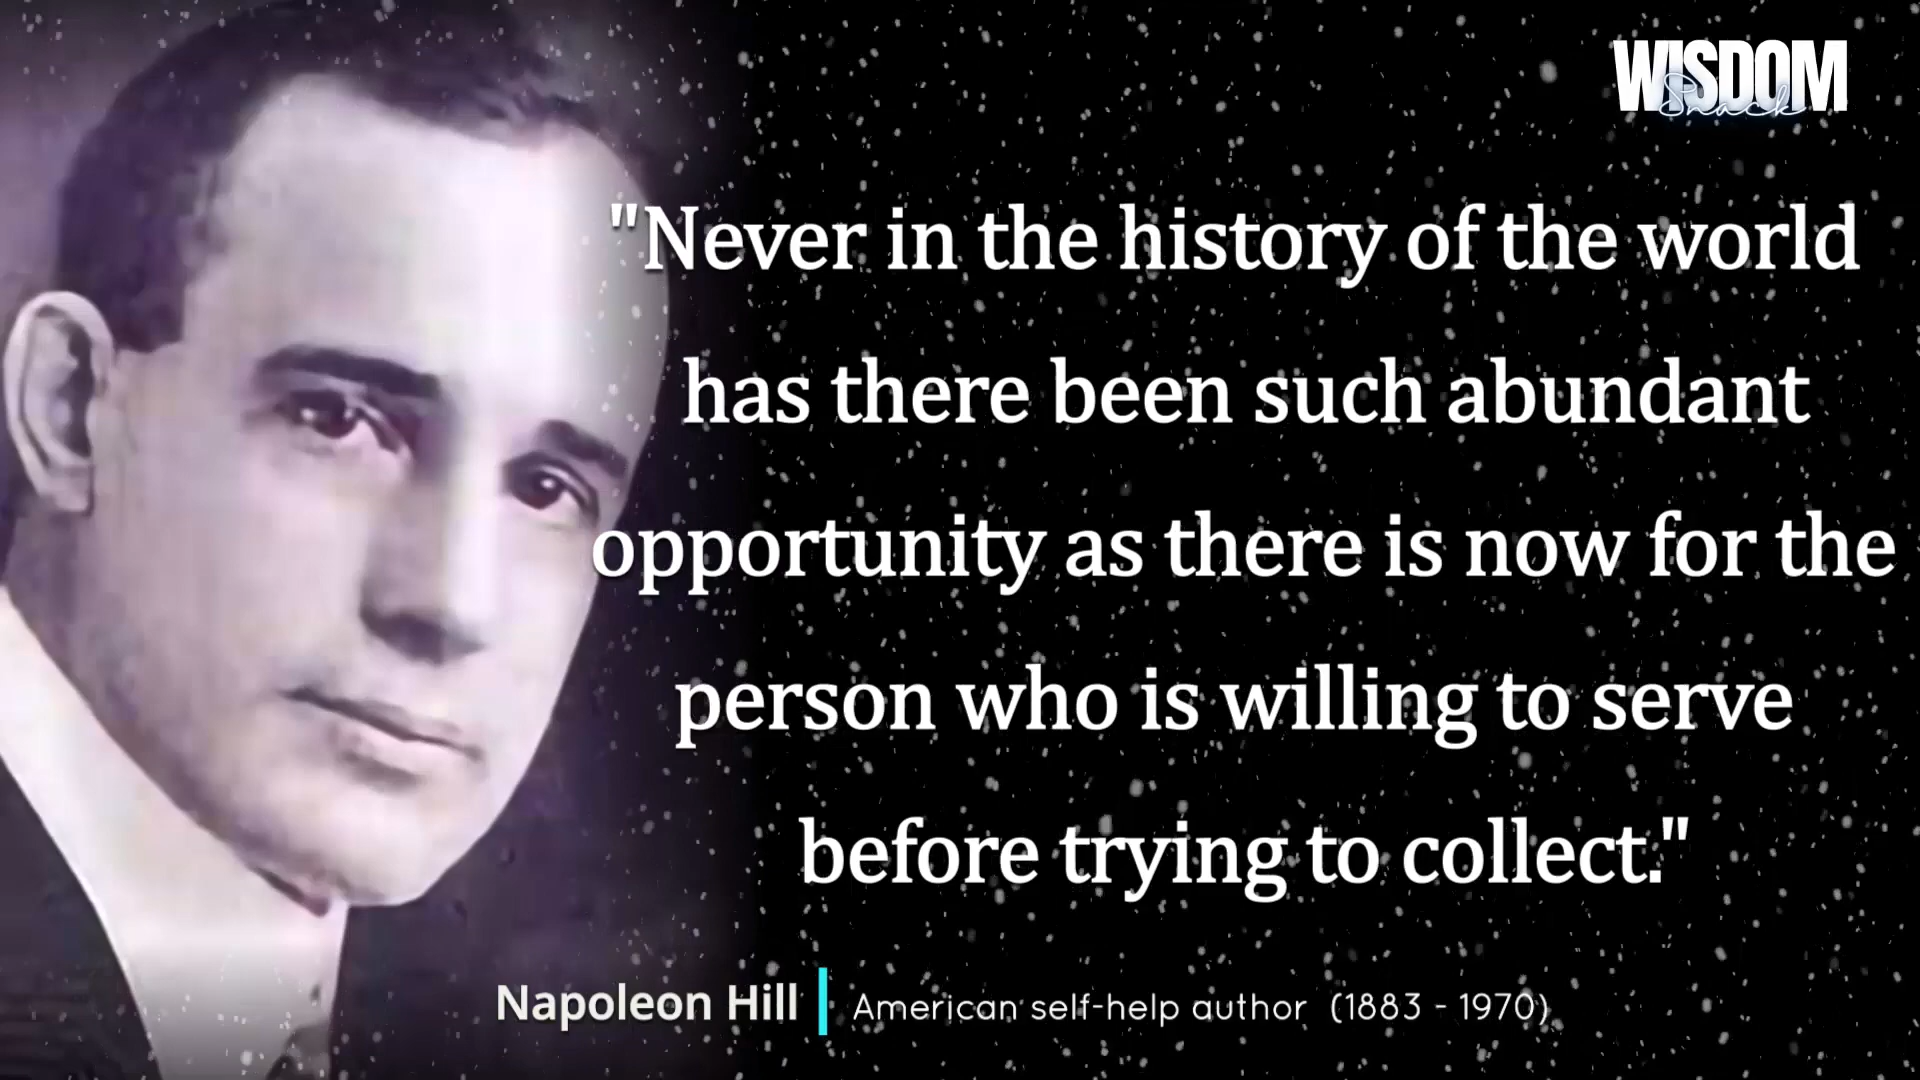 WISDOM
Snack
"Never in the history of the world
has there been such abundant
opportunity as there is now for the
person who is willing to serve
before trying to collect."
Napoleon Hill | American self-help author (1883 - 1970)